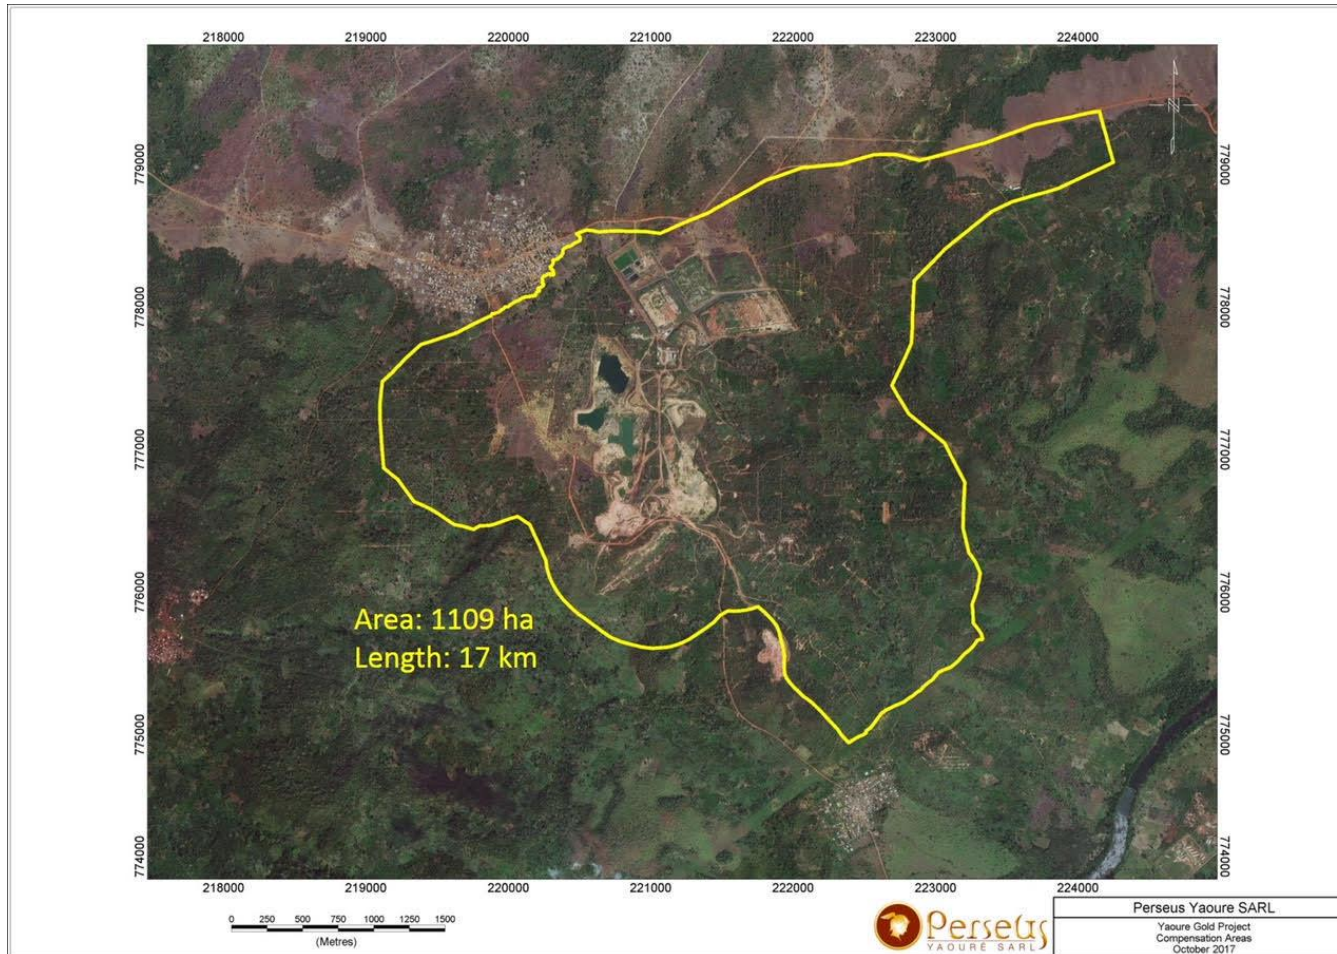 218000 219000 220000 221000 222000 223000 224000
779000 779000
778000 778000
777000 777000
776000 776000
Area: 1109 ha
Length: 17 km
775000 775000
774000 774000
218000 219000 220000 221000 222000 223000 224000
0 250 500 750 1000 1250 1500
(Metres)
Perseus
YAOURÉ SARL
Perseus Yaoure SARL
Yaoure Gold Project
Compensation Areas
October 2017